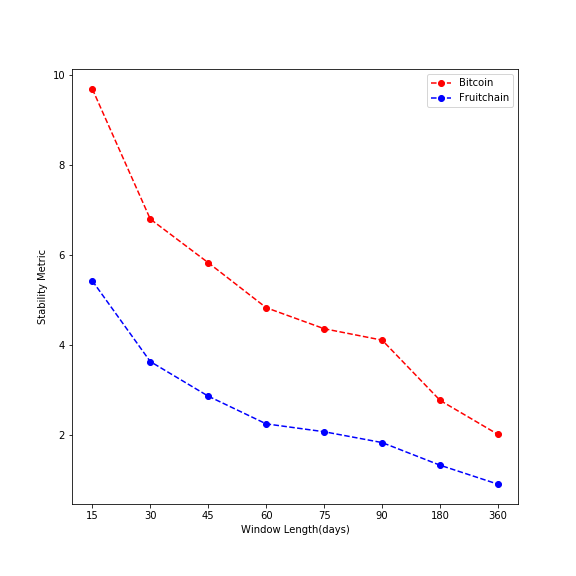 Bitcoin
Fruitchain
10
8
6
4
2
Stability Metric
15 30 45 60 75 90 180 360
Window Length(days)